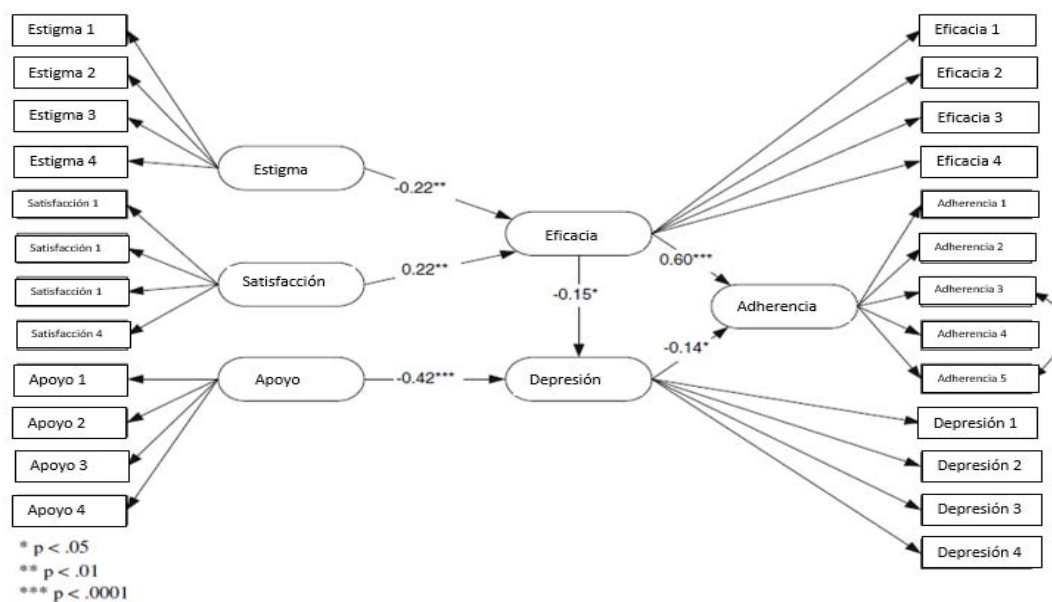 Estigma 1
Estigma 2
Estigma 3
Estigma 4
Satisfacción 1
Satisfacción 1
Satisfacción 1
Satisfacción 4
Apoyo 1
Apoyo 2
Apoyo 3
Apoyo 4
Estigma
Satisfacción
Apoyo
-0.22**
0.22**
-0.42***
Eficacia
-0.15*
Depresión
0.60***
-0.14*
Adherencia
Eficacia 1
Eficacia 2
Eficacia 3
Eficacia 4
Adherencia 1
Adherencia 2
Adherencia 3
Adherencia 4
Adherencia 5
Depresión 1
Depresión 2
Depresión 3
Depresión 4
* p < .05
** p < .01
*** p < .0001